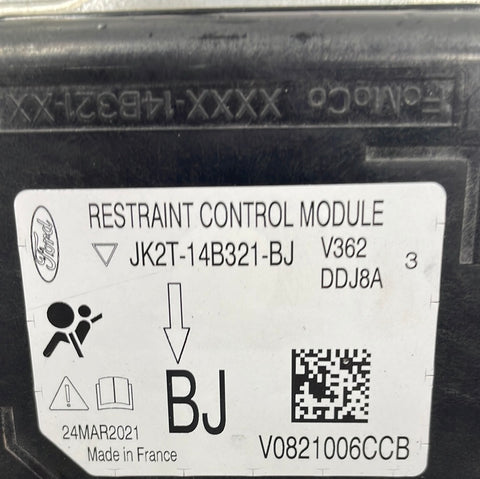 FoMoCo XXXX-14B321-XX
Ford
RESTRAINT CONTROL MODULE
JK2T-14B321-BJ V362 3
DDJ8A
BJ
24MAR2021
Made in France V0821006CCB